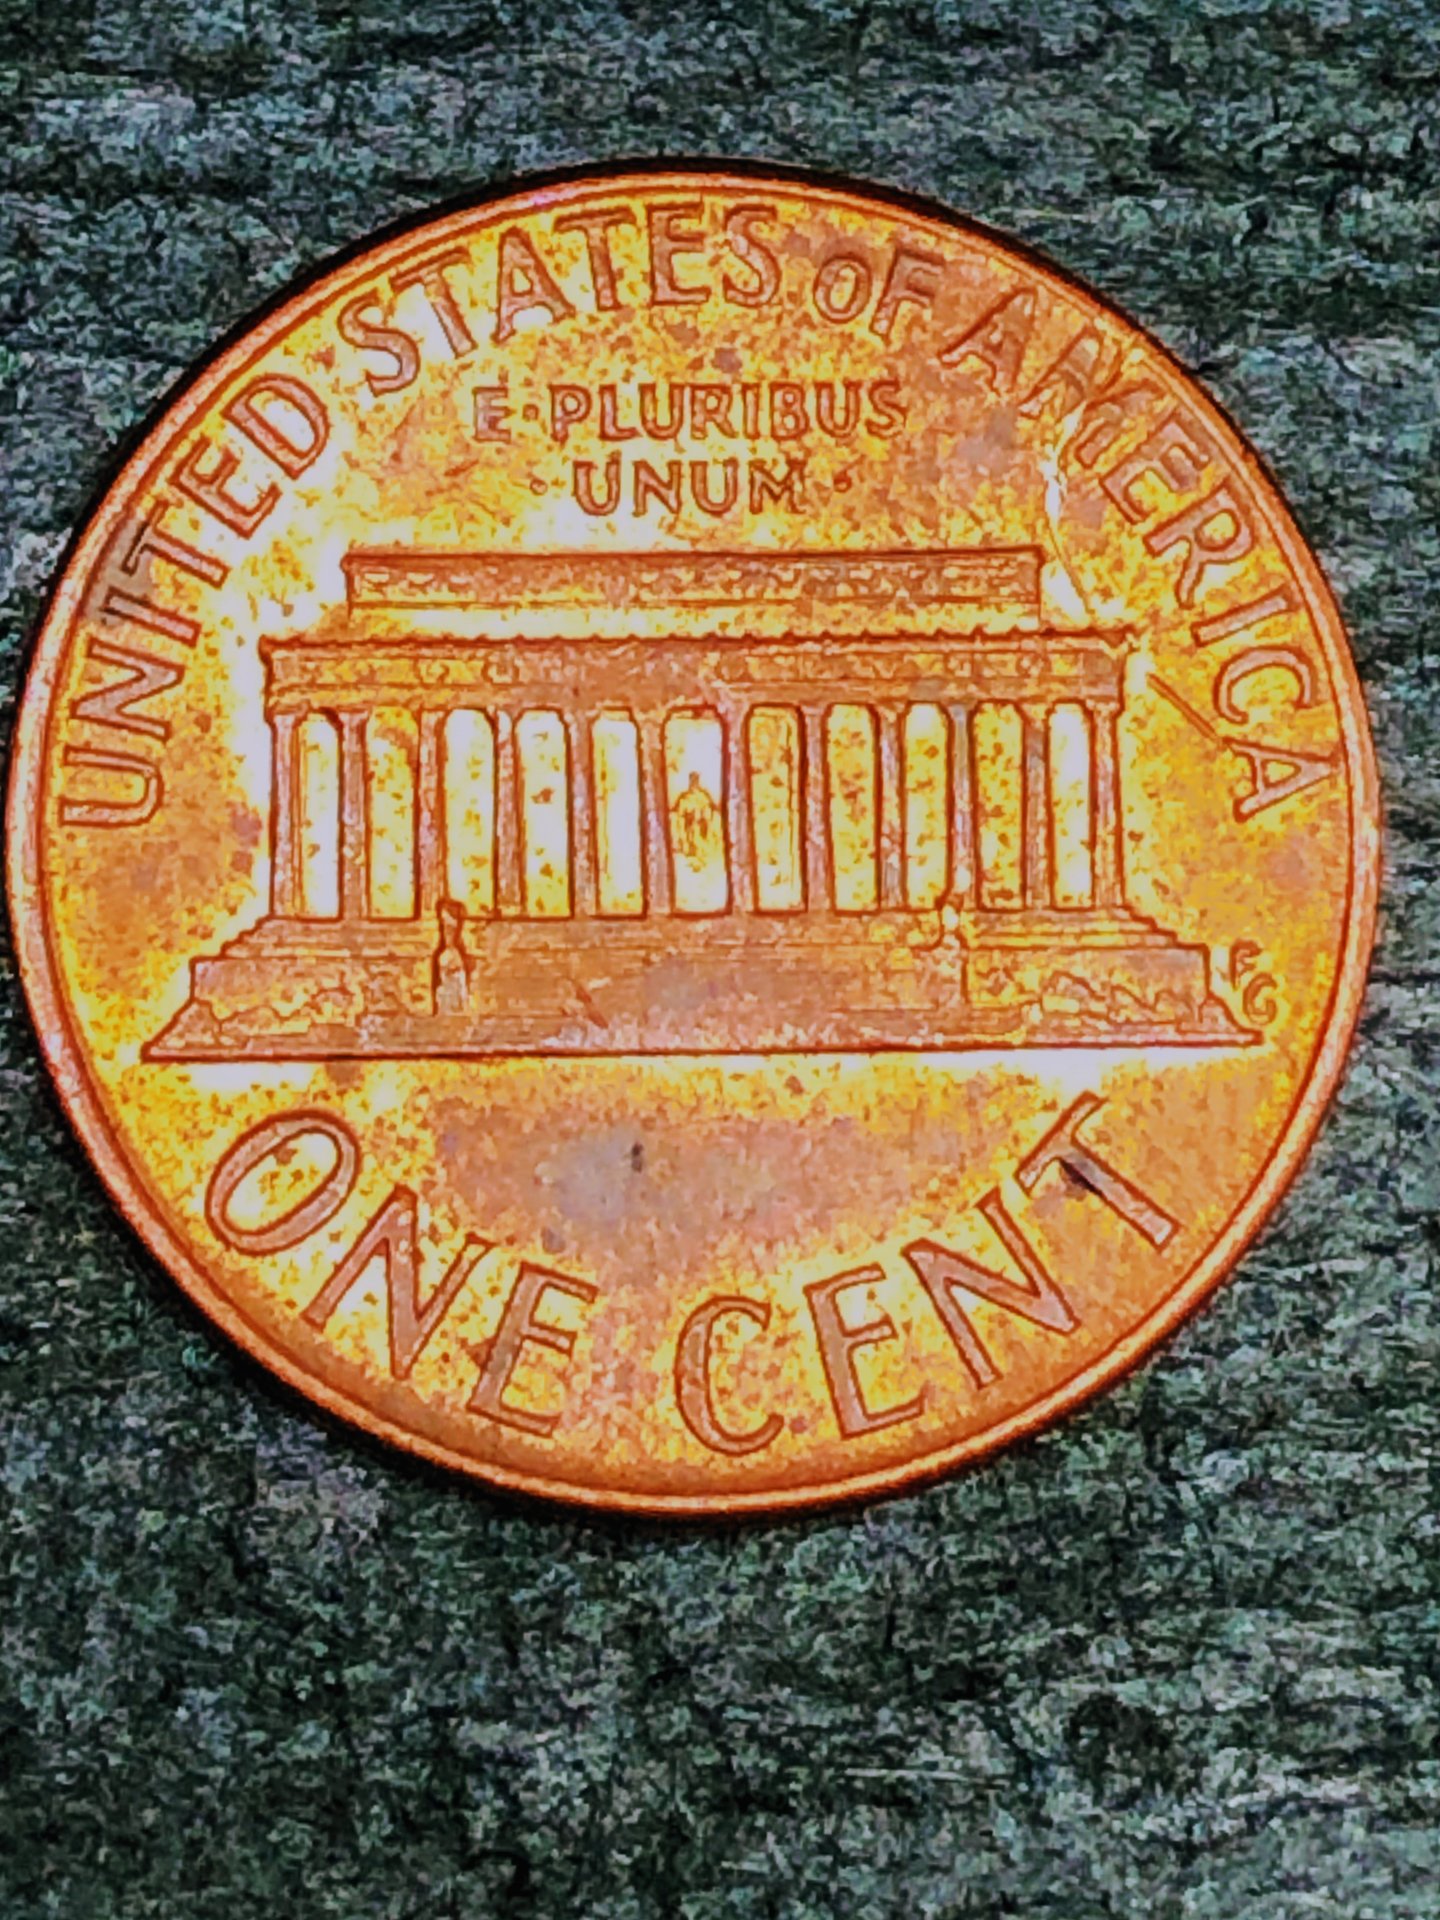 UNITED STATES OF AMERICA
E·PLURIBUS
·UNUM·
FG
ONE CENT